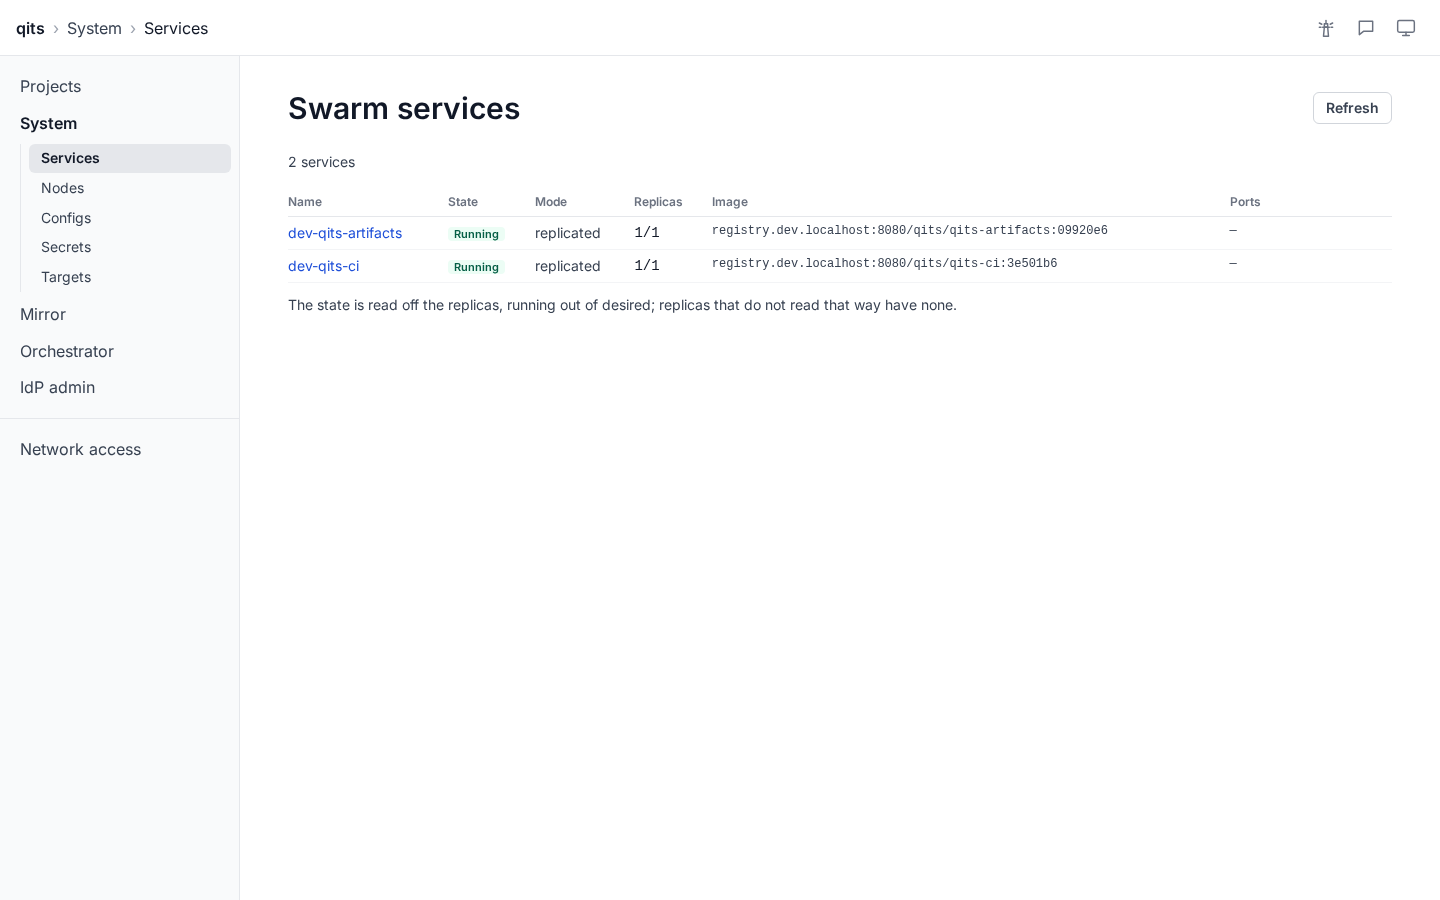 qits › System › Services
Projects
System
Services
Nodes
Configs
Secrets
Targets
Mirror
Orchestrator
IdP admin
Network access
Swarm services
Refresh
2 services
Name State Mode Replicas Image Ports
dev-qits-artifacts Running replicated 1/1 registry.dev.localhost:8080/qits/qits-artifacts:09920e6 —
dev-qits-ci Running replicated 1/1 registry.dev.localhost:8080/qits/qits-ci:3e501b6 —
The state is read off the replicas, running out of desired; replicas that do not read that way have none.